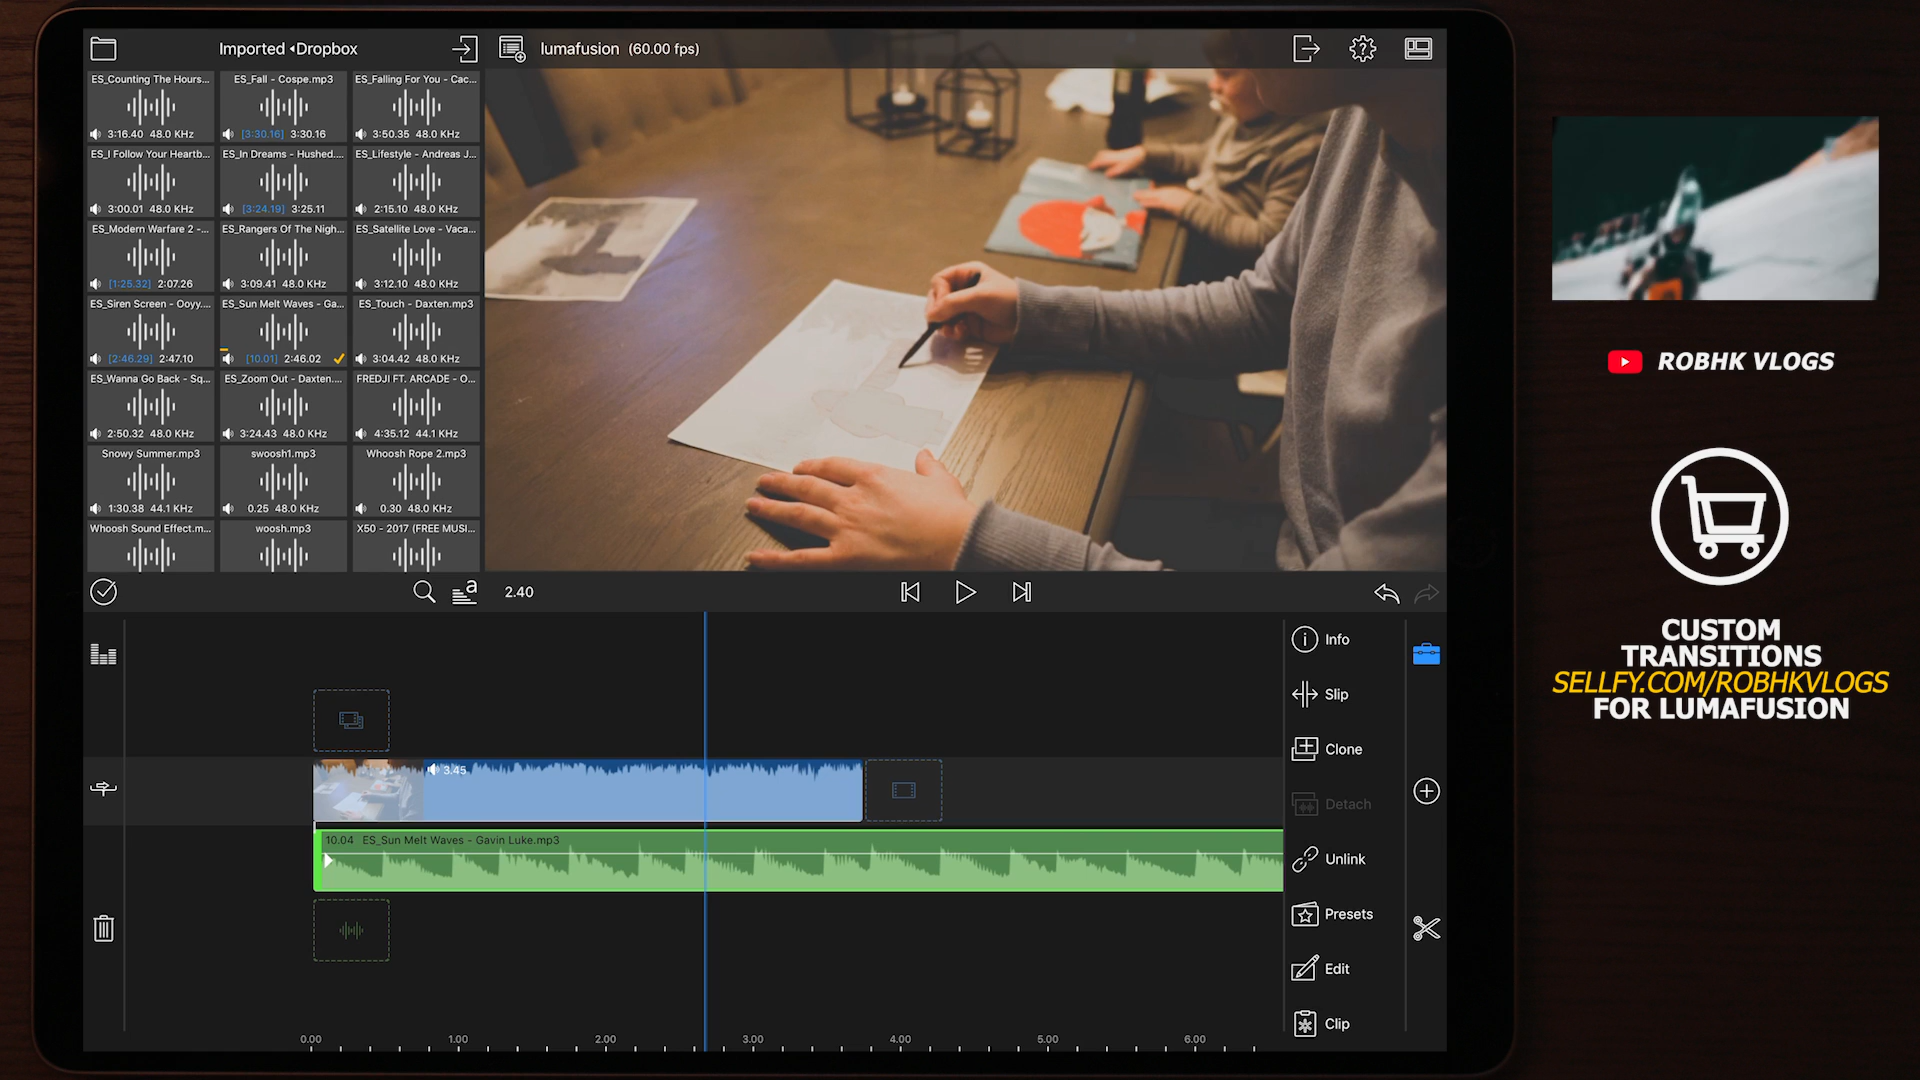 Imported ◂Dropbox
lumafusion (60.00 fps)
ES_Counting The Hours...
ES_Fall - Cospe.mp3
ES_Falling For You - Cac...
3:16.40 48.0 KHz
[3:30.16] 3:30.16
3:50.35 48.0 KHz
ES_I Follow Your Heartb...
ES_In Dreams - Hushed....
ES_Lifestyle - Andreas J...
3:00.01 48.0 KHz
[3:24.19] 3:25.11
2:15.10 48.0 KHz
ES_Modern Warfare 2 -...
ES_Rangers Of The Nigh...
ES_Satellite Love - Vaca...
[1:25.32] 2:07.26
3:09.41 48.0 KHz
3:12.10 48.0 KHz
ES_Siren Screen - Ooyy....
ES_Sun Melt Waves - Ga...
ES_Touch - Daxten.mp3
[2:46.29] 2:47.10
[10.01] 2:46.02
3:04.42 48.0 KHz
ES_Wanna Go Back - Sq...
ES_Zoom Out - Daxten....
FREDJI FT. ARCADE - O...
2:50.32 48.0 KHz
3:24.43 48.0 KHz
4:35.12 44.1 KHz
Snowy Summer.mp3
swoosh1.mp3
Whoosh Rope 2.mp3
1:30.38 44.1 KHz
0.25 48.0 KHz
0.30 48.0 KHz
Whoosh Sound Effect.m...
woosh.mp3
X50 - 2017 (FREE MUSI...
a
2.40
3.45
10.04 ES_Sun Melt Waves - Gavin Luke.mp3
0.00 1.00 2.00 3.00 4.00 5.00 6.00
Info
Slip
Clone
Detach
Unlink
Presets
Edit
Clip
ROBHK VLOGS
CUSTOM
TRANSITIONS
SELLFY.COM/ROBHKVLOGS
FOR LUMAFUSION